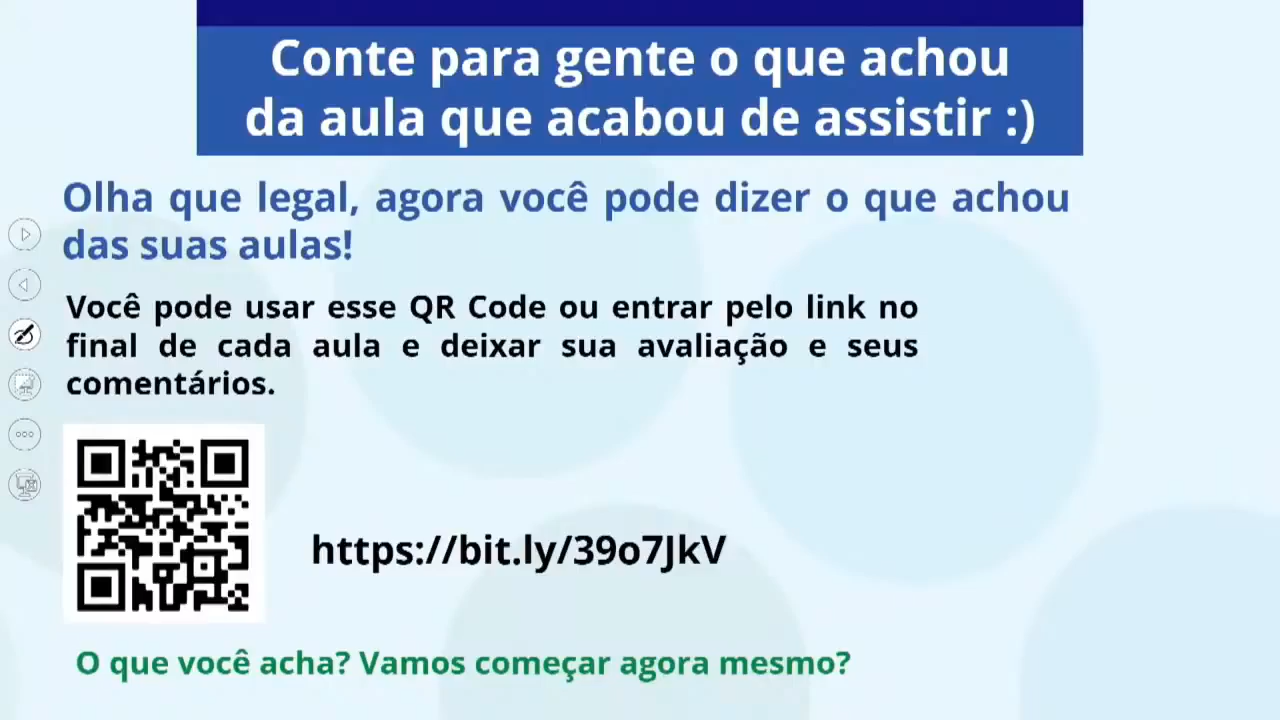 Conte para gente o que achou
da aula que acabou de assistir :)
Olha que legal, agora você pode dizer o que achou
das suas aulas!
Você pode usar esse QR Code ou entrar pelo link no
final de cada aula e deixar sua avaliação e seus
comentários.
https://bit.ly/39o7JkV
O que você acha? Vamos começar agora mesmo?